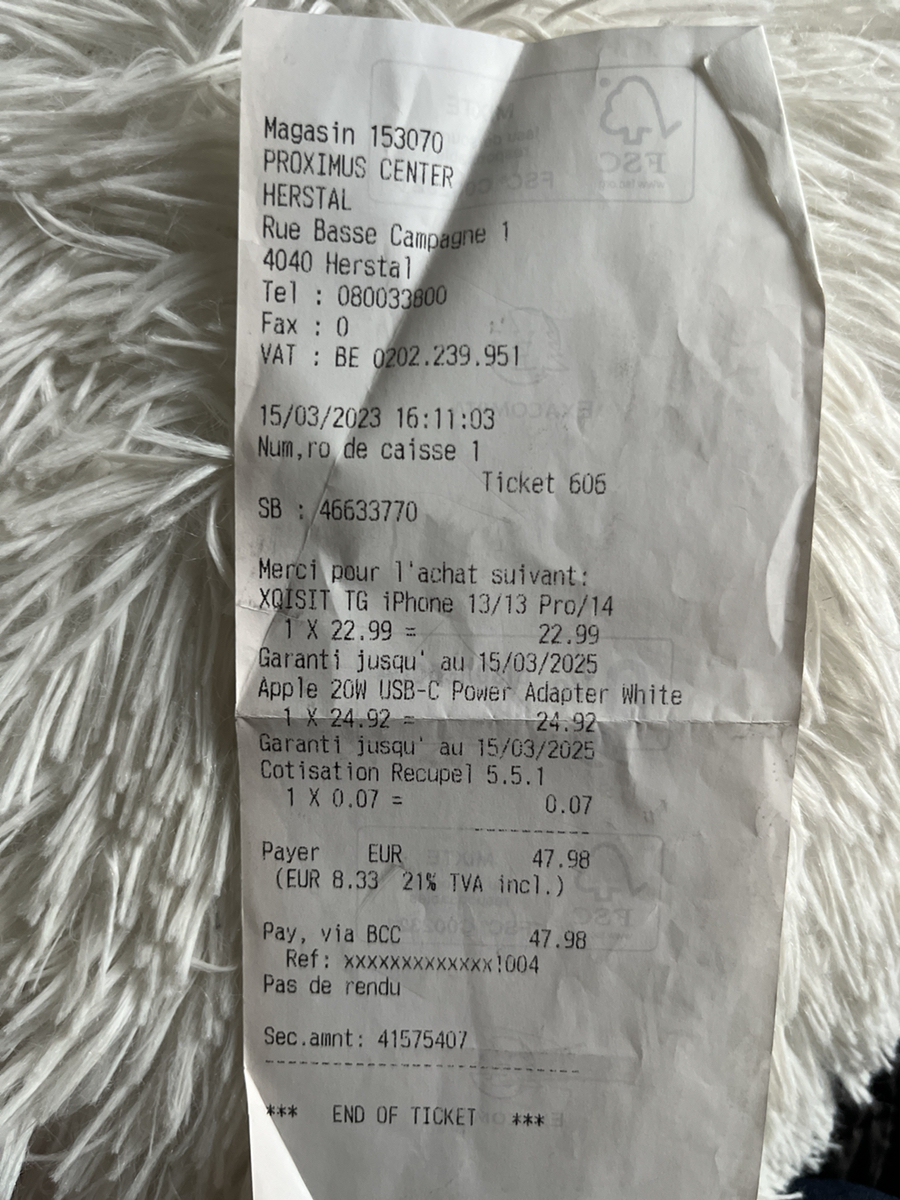 Magasin 153070
PROXIMUS CENTER
HERSTAL
Rue Basse Campagne 1
4040 Herstal
Tel : 080033800
Fax : 0
VAT : BE 0202.239.951
15/03/2023 16:11:03
Num,ro de caisse 1
Ticket 606
SB : 46633770
Merci pour l'achat suivant:
XQISIT TG iPhone 13/13 Pro/14
1 X 22.99 = 22.99
Garanti jusqu' au 15/03/2025
Apple 20W USB-C Power Adapter White
1 X 24.92 = 24.92
Garanti jusqu' au 15/03/2025
Cotisation Recupel 5.5.1
1 X 0.07 = 0.07
Payer EUR 47.98
(EUR 8.33 21% TVA incl.)
Pay, via BCC 47.98
Ref: xxxxxxxxxxxxx1004
Pas de rendu
Sec.amnt: 41575407
*** END OF TICKET ***